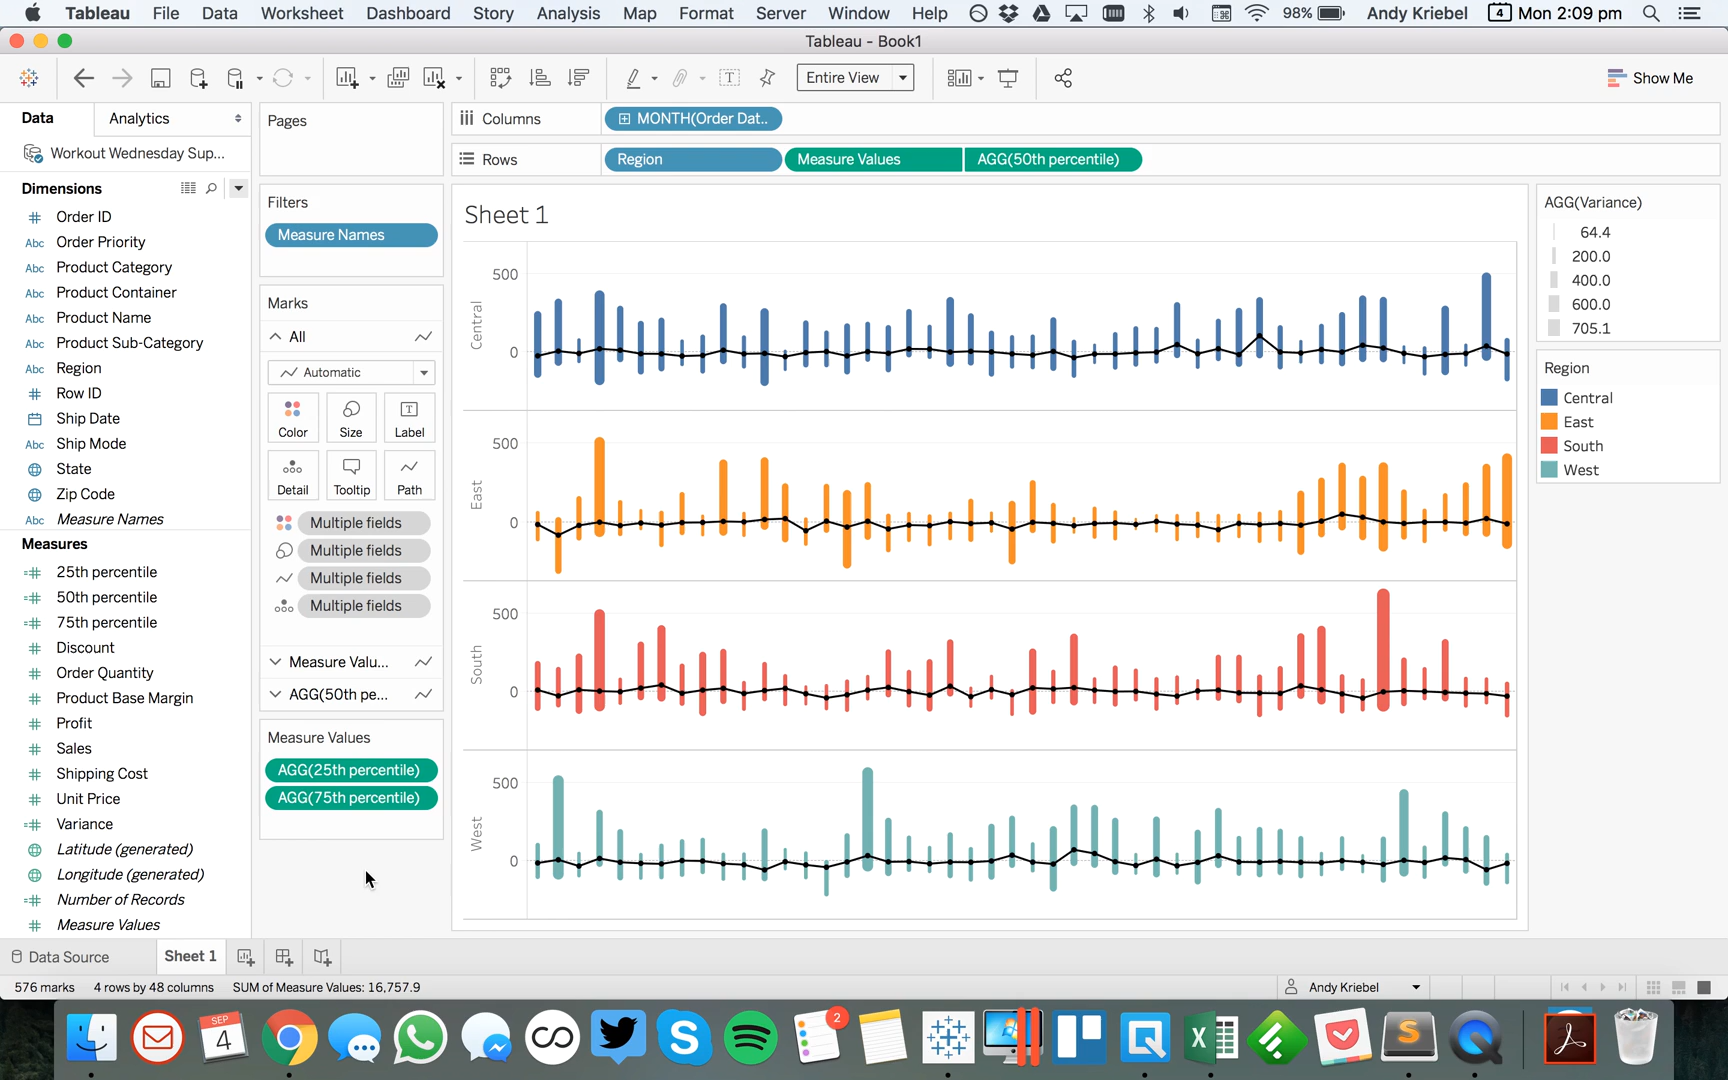 Tableau File Data Worksheet Dashboard Story Analysis Map Format Server Window Help 98% Andy Kriebel 4 Mon 2:09 pm
Tableau - Book1
Entire View
Show Me
Data
Analytics
Workout Wednesday Sup...
Dimensions
# Order ID
Abc Order Priority
Abc Product Category
Abc Product Container
Abc Product Name
Abc Product Sub-Category
Abc Region
# Row ID
Ship Date
Abc Ship Mode
State
Zip Code
Abc Measure Names
Measures
=# 25th percentile
=# 50th percentile
=# 75th percentile
# Discount
# Order Quantity
# Product Base Margin
# Profit
# Sales
# Shipping Cost
# Unit Price
=# Variance
Latitude (generated)
Longitude (generated)
=# Number of Records
# Measure Values
Pages
Filters
Measure Names
Marks
All
Automatic
Color
Size
T
Label
Detail
Tooltip
Path
Multiple fields
Multiple fields
Multiple fields
Multiple fields
Measure Valu...
AGG(50th pe...
Measure Values
AGG(25th percentile)
AGG(75th percentile)
Columns
MONTH(Order Dat..
Rows
Region
Measure Values
AGG(50th percentile)
Sheet 1
Central
500
0
East
500
0
South
500
0
West
500
0
AGG(Variance)
64.4
200.0
400.0
600.0
705.1
Region
Central
East
South
West
Data Source
Sheet 1
576 marks
4 rows by 48 columns
SUM of Measure Values: 16,757.9
Andy Kriebel
SEP
4
2